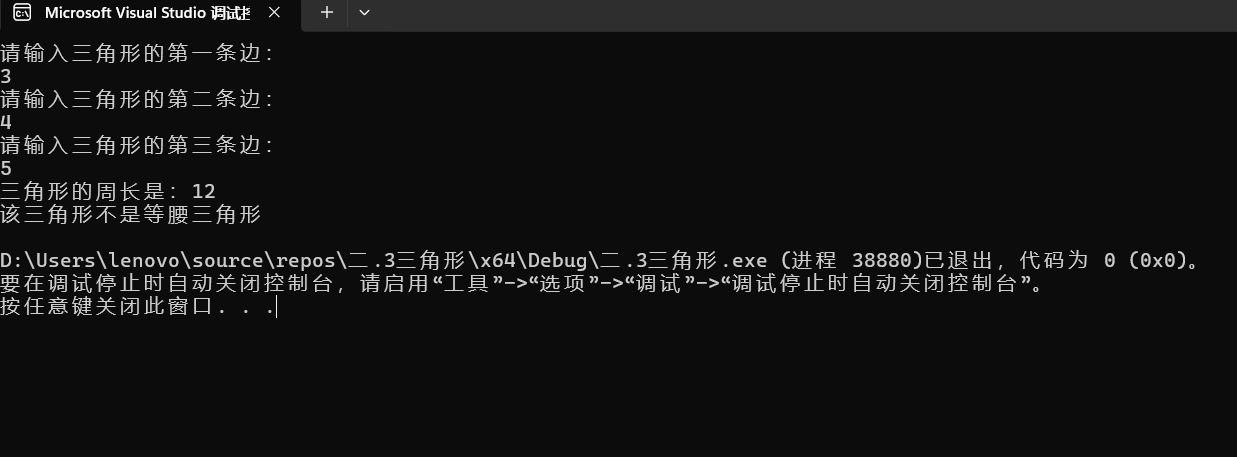 Microsoft Visual Studio 调试
请输入三角形的第一条边：
3
请输入三角形的第二条边：
4
请输入三角形的第三条边：
5
三角形的周长是：12
该三角形不是等腰三角形
D:\Users\lenovo\source\repos\二.3三角形\x64\Debug\二.3三角形.exe (进程 38880)已退出，代码为 0 (0x0)。
要在调试停止时自动关闭控制台，请启用“工具”->“选项”->“调试”->“调试停止时自动关闭控制台”。
按任意键关闭此窗口. . .